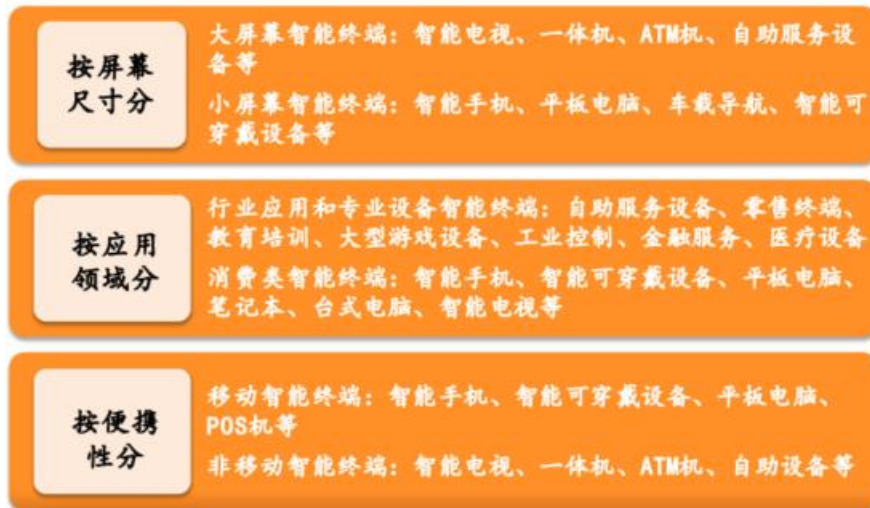 按屏幕
尺寸分
大屏幕智能终端：智能电视、一体机、ATM机、自助服务设
备等
小屏幕智能终端：智能手机、平板电脑、车载导航、智能可
穿戴设备等
按应用
领域分
行业应用和专业设备智能终端：自助服务设备、零售终端、
教育培训、大型游戏设备、工业控制、金融服务、医疗设备
消费类智能终端：智能手机、智能可穿戴设备、平板电脑、
笔记本、台式电脑、智能电视等
按便携
性分
移动智能终端：智能手机、智能可穿戴设备、平板电脑、
POS机等
非移动智能终端：智能电视、一体机、ATM机、自助设备等